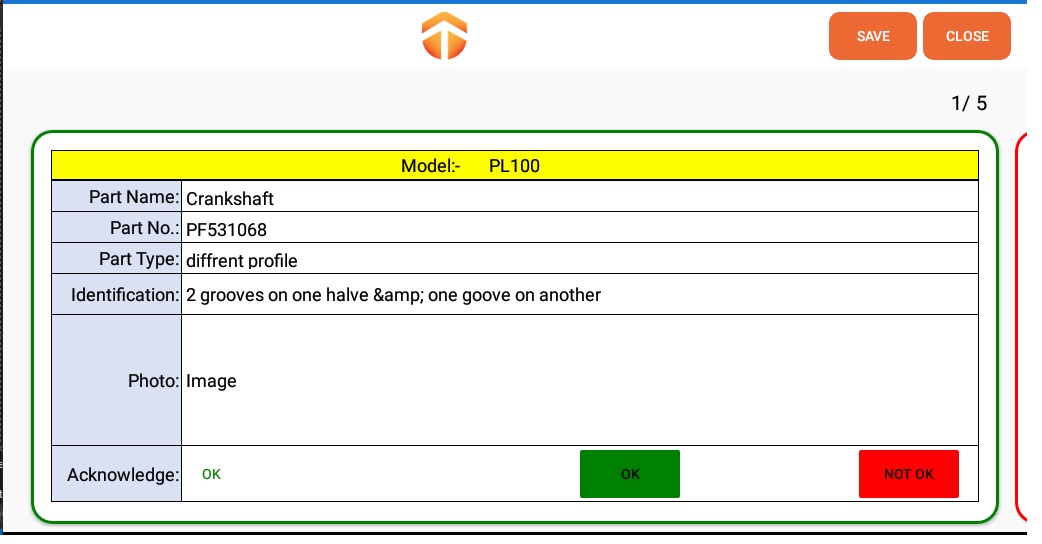 SAVE CLOSE
1/ 5
Model:- PL100
Part Name: Crankshaft
Part No.: PF531068
Part Type: diffrent profile
Identification: 2 grooves on one halve &amp; one goove on another
Photo: Image
Acknowledge: OK OK NOT OK